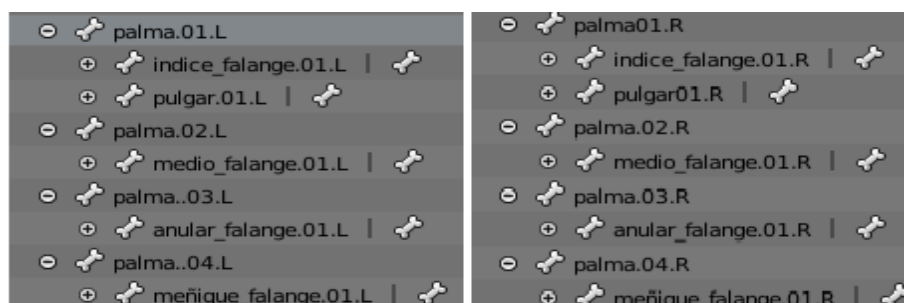 palma.01.L
indice_falange.01.L |
pulgar.01.L |
palma.02.L
medio_falange.01.L |
palma..03.L
anular_falange.01.L |
palma..04.L
meñique_falange.01.L |
palma01.R
indice_falange.01.R |
pulgar01.R |
palma.02.R
medio_falange.01.R |
palma.03.R
anular_falange.01.R |
palma.04.R
meñique_falange.01.R |